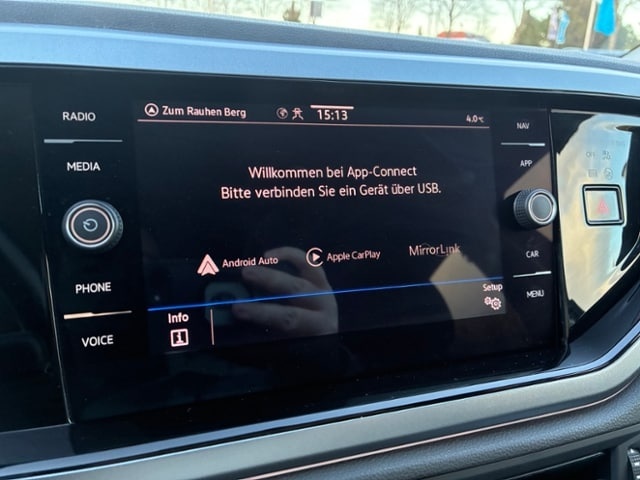 RADIO
MEDIA
PHONE
VOICE
Zum Rauhen Berg
15:13
4.0°C
Willkommen bei App-Connect
Bitte verbinden Sie ein Gerät über USB.
Android Auto
Apple CarPlay
MirrorLink
Info
Setup
NAV
APP
CAR
MENU